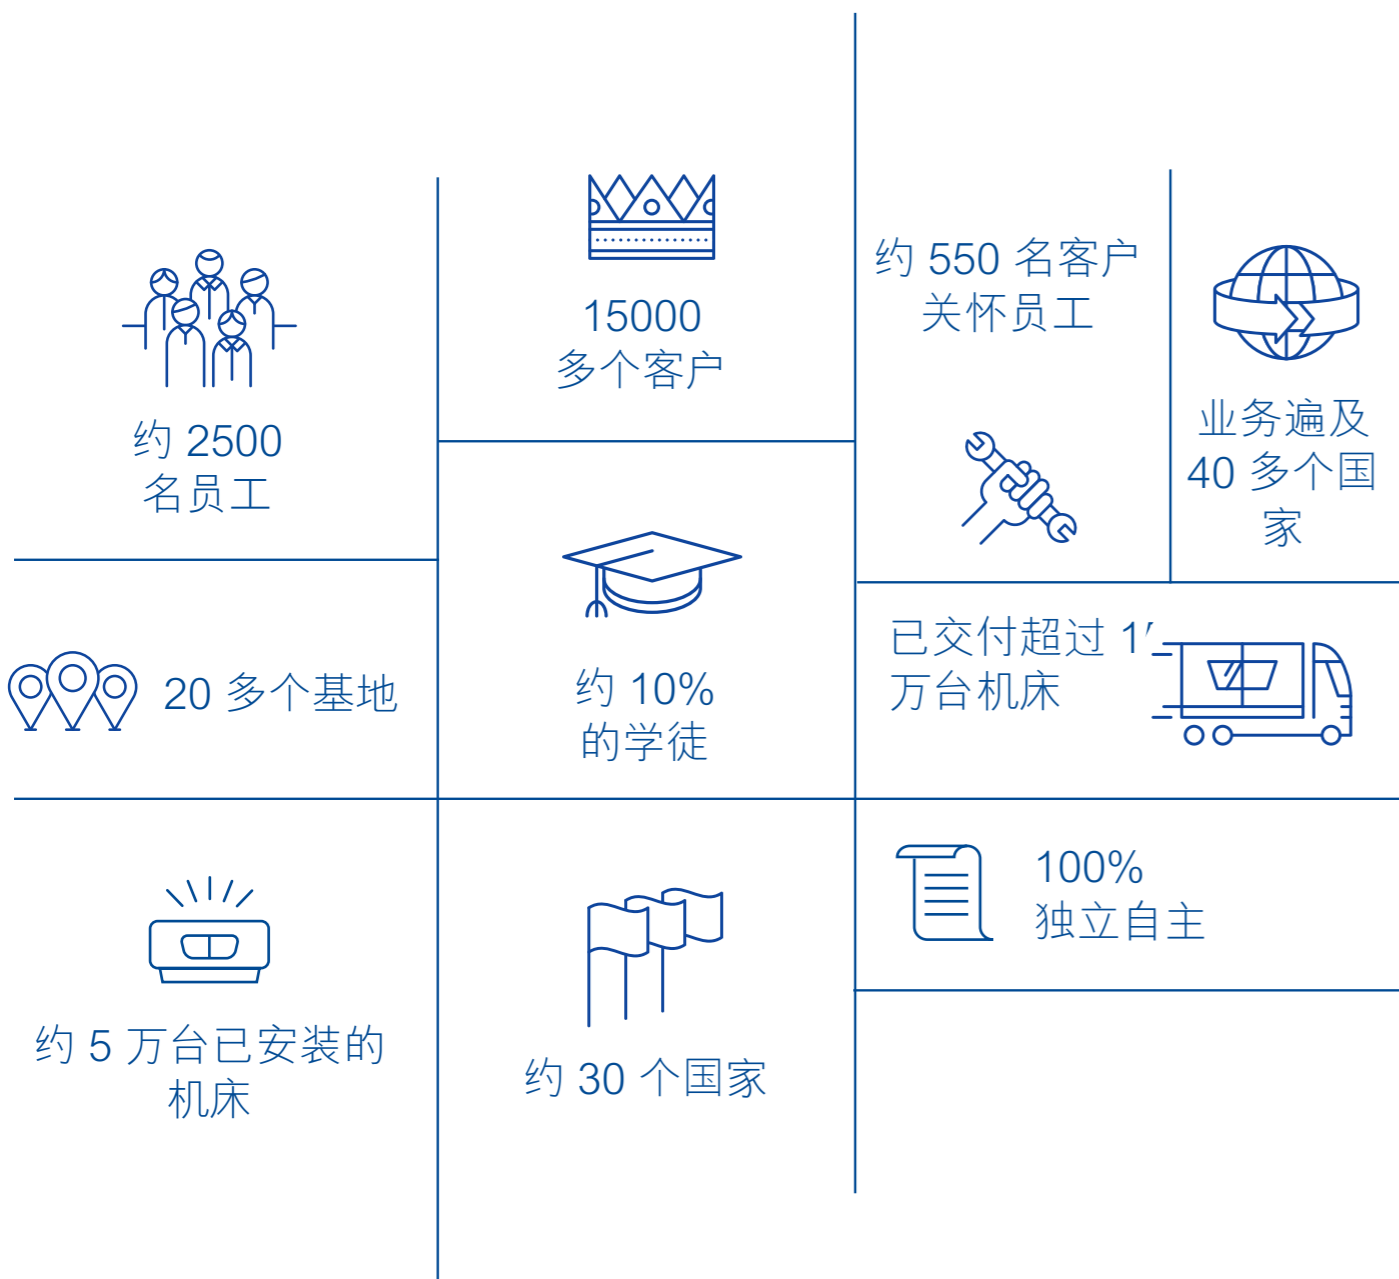 约 2500
名员工
15000
多个客户
约 550 名客户
关怀员工
业务遍及
40 多个国
家
20 多个基地
约 10%
的学徒
已交付超过
万台机床
约 5 万台已安装的
机床
约 30 个国家
100%
独立自主